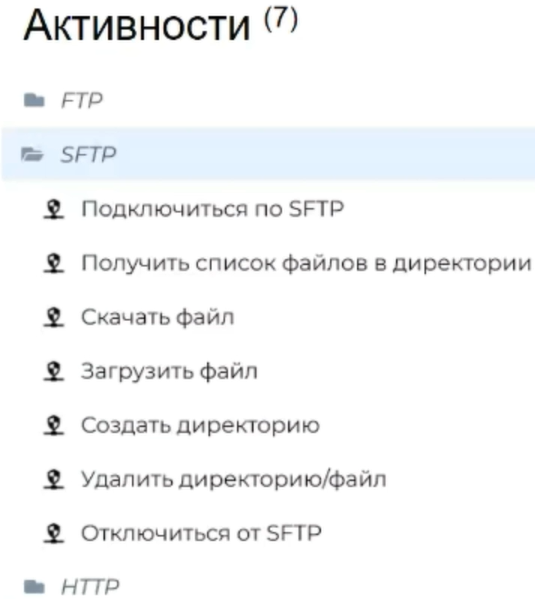 Активности (7)
FTP
SFTP
Подключиться по SFTP
Получить список файлов в директории
Скачать файл
Загрузить файл
Создать директорию
Удалить директорию/файл
Отключиться от SFTP
HTTP